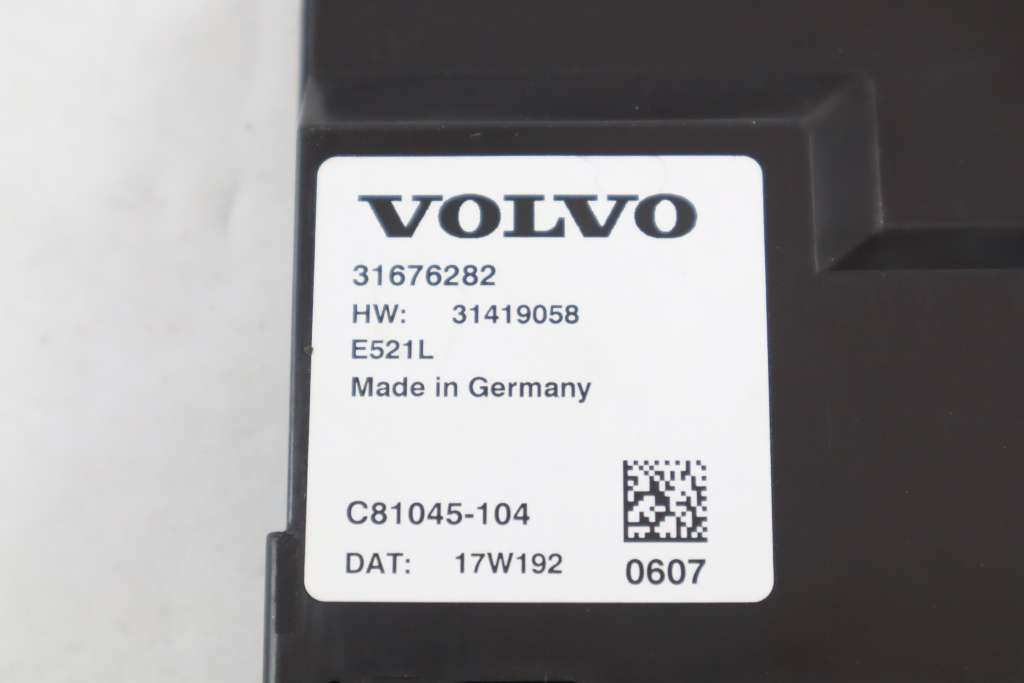 VOLVO
31676282
HW: 31419058
E521L
Made in Germany
C81045-104
DAT: 17W192
0607